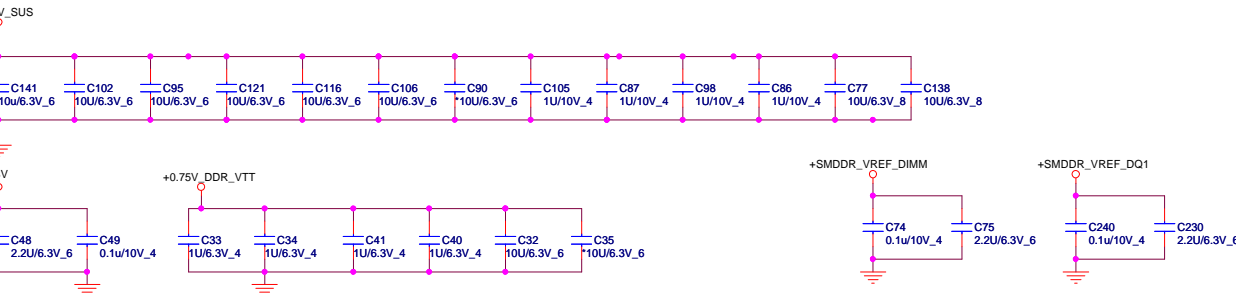 V_SUS
C141
10u/6.3V_6
C102
10U/6.3V_6
C95
10U/6.3V_6
C121
10U/6.3V_6
C116
10U/6.3V_6
C106
10U/6.3V_6
C90
*10U/6.3V_6
C105
1U/10V_4
C87
1U/10V_4
C98
1U/10V_4
C86
1U/10V_4
C77
10U/6.3V_8
C138
10U/6.3V_8
V
+0.75V_DDR_VTT
+SMDDR_VREF_DIMM
+SMDDR_VREF_DQ1
C48
2.2U/6.3V_6
C49
0.1u/10V_4
C33
1U/6.3V_4
C34
1U/6.3V_4
C41
1U/6.3V_4
C40
1U/6.3V_4
C32
10U/6.3V_6
C35
*10U/6.3V_6
C74
0.1u/10V_4
C75
2.2U/6.3V_6
C240
0.1u/10V_4
C230
2.2U/6.3V_6